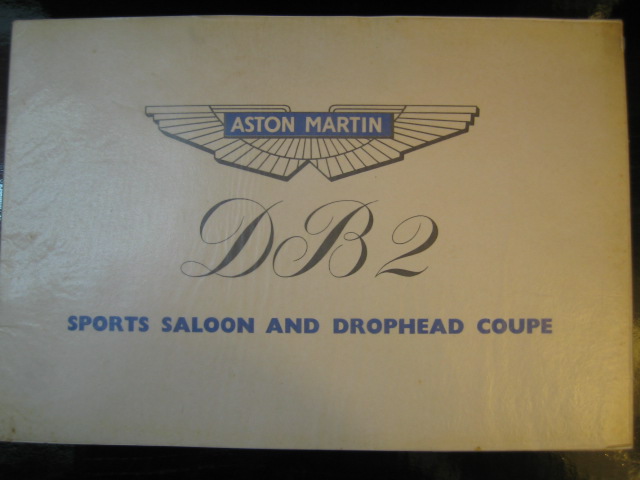 ASTON MARTIN
DB2
SPORTS SALOON AND DROPHEAD COUPE